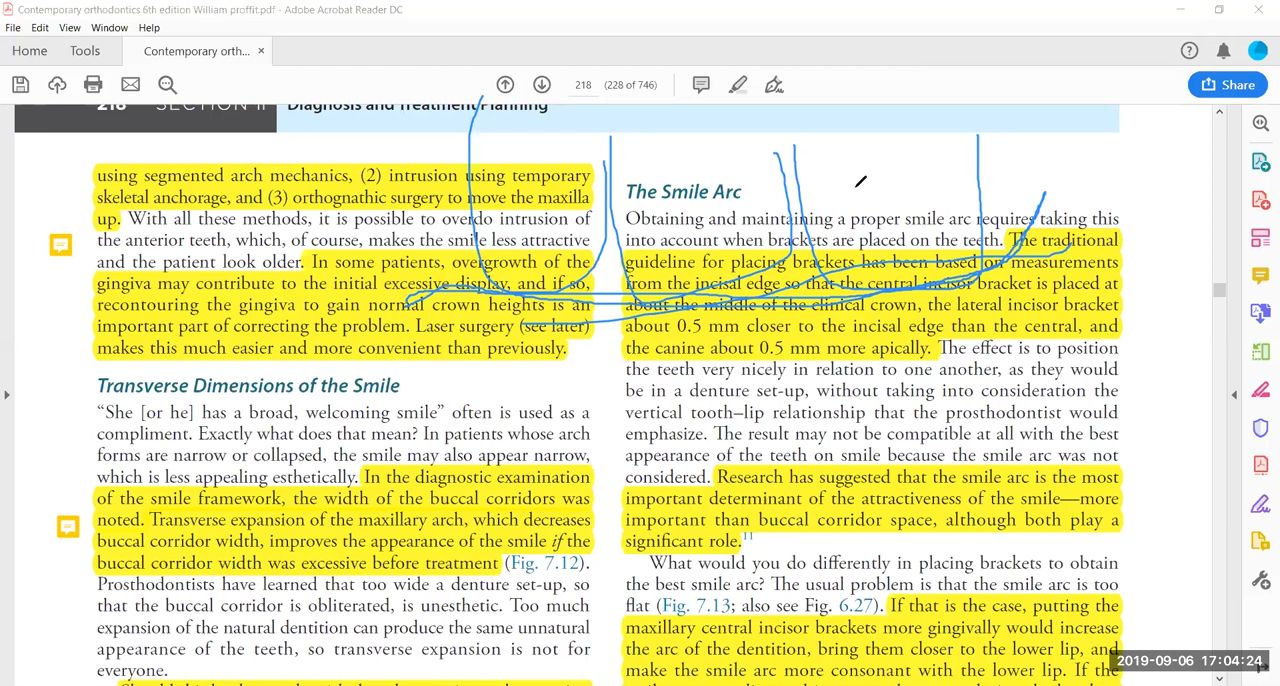 Contemporary orthodontics 6th edition William proffit.pdf - Adobe Acrobat Reader DC
File Edit View Window Help
Home Tools Contemporary orth... ×
218 (228 of 746)
Share
218 SECTION II Diagnosis and Treatment Planning
using segmented arch mechanics, (2) intrusion using temporary
skeletal anchorage, and (3) orthognathic surgery to move the maxilla
up. With all these methods, it is possible to overdo intrusion of
the anterior teeth, which, of course, makes the smile less attractive
and the patient look older. In some patients, overgrowth of the
gingiva may contribute to the initial excessive display, and if so,
recontouring the gingiva to gain normal crown heights is an
important part of correcting the problem. Laser surgery (see later)
makes this much easier and more convenient than previously.
Transverse Dimensions of the Smile
“She [or he] has a broad, welcoming smile” often is used as a
compliment. Exactly what does that mean? In patients whose arch
forms are narrow or collapsed, the smile may also appear narrow,
which is less appealing esthetically. In the diagnostic examination
of the smile framework, the width of the buccal corridors was
noted. Transverse expansion of the maxillary arch, which decreases
buccal corridor width, improves the appearance of the smile if the
buccal corridor width was excessive before treatment (Fig. 7.12).
Prosthodontists have learned that too wide a denture set-up, so
that the buccal corridor is obliterated, is unesthetic. Too much
expansion of the natural dentition can produce the same unnatural
appearance of the teeth, so transverse expansion is not for
everyone.
The Smile Arc
Obtaining and maintaining a proper smile arc requires taking this
into account when brackets are placed on the teeth. The traditional
guideline for placing brackets has been based on measurements
from the incisal edge so that the central incisor bracket is placed at
about the middle of the clinical crown, the lateral incisor bracket
about 0.5 mm closer to the incisal edge than the central, and
the canine about 0.5 mm more apically. The effect is to position
the teeth very nicely in relation to one another, as they would
be in a denture set-up, without taking into consideration the
vertical tooth–lip relationship that the prosthodontist would
emphasize. The result may not be compatible at all with the best
appearance of the teeth on smile because the smile arc was not
considered. Research has suggested that the smile arc is the most
important determinant of the attractiveness of the smile—more
important than buccal corridor space, although both play a
significant role.11
What would you do differently in placing brackets to obtain
the best smile arc? The usual problem is that the smile arc is too
flat (Fig. 7.13; also see Fig. 6.27). If that is the case, putting the
maxillary central incisor brackets more gingivally would increase
the arc of the dentition, bring them closer to the lower lip, and
make the smile arc more consonant with the lower lip. If the
2019-09-06 17:04:24